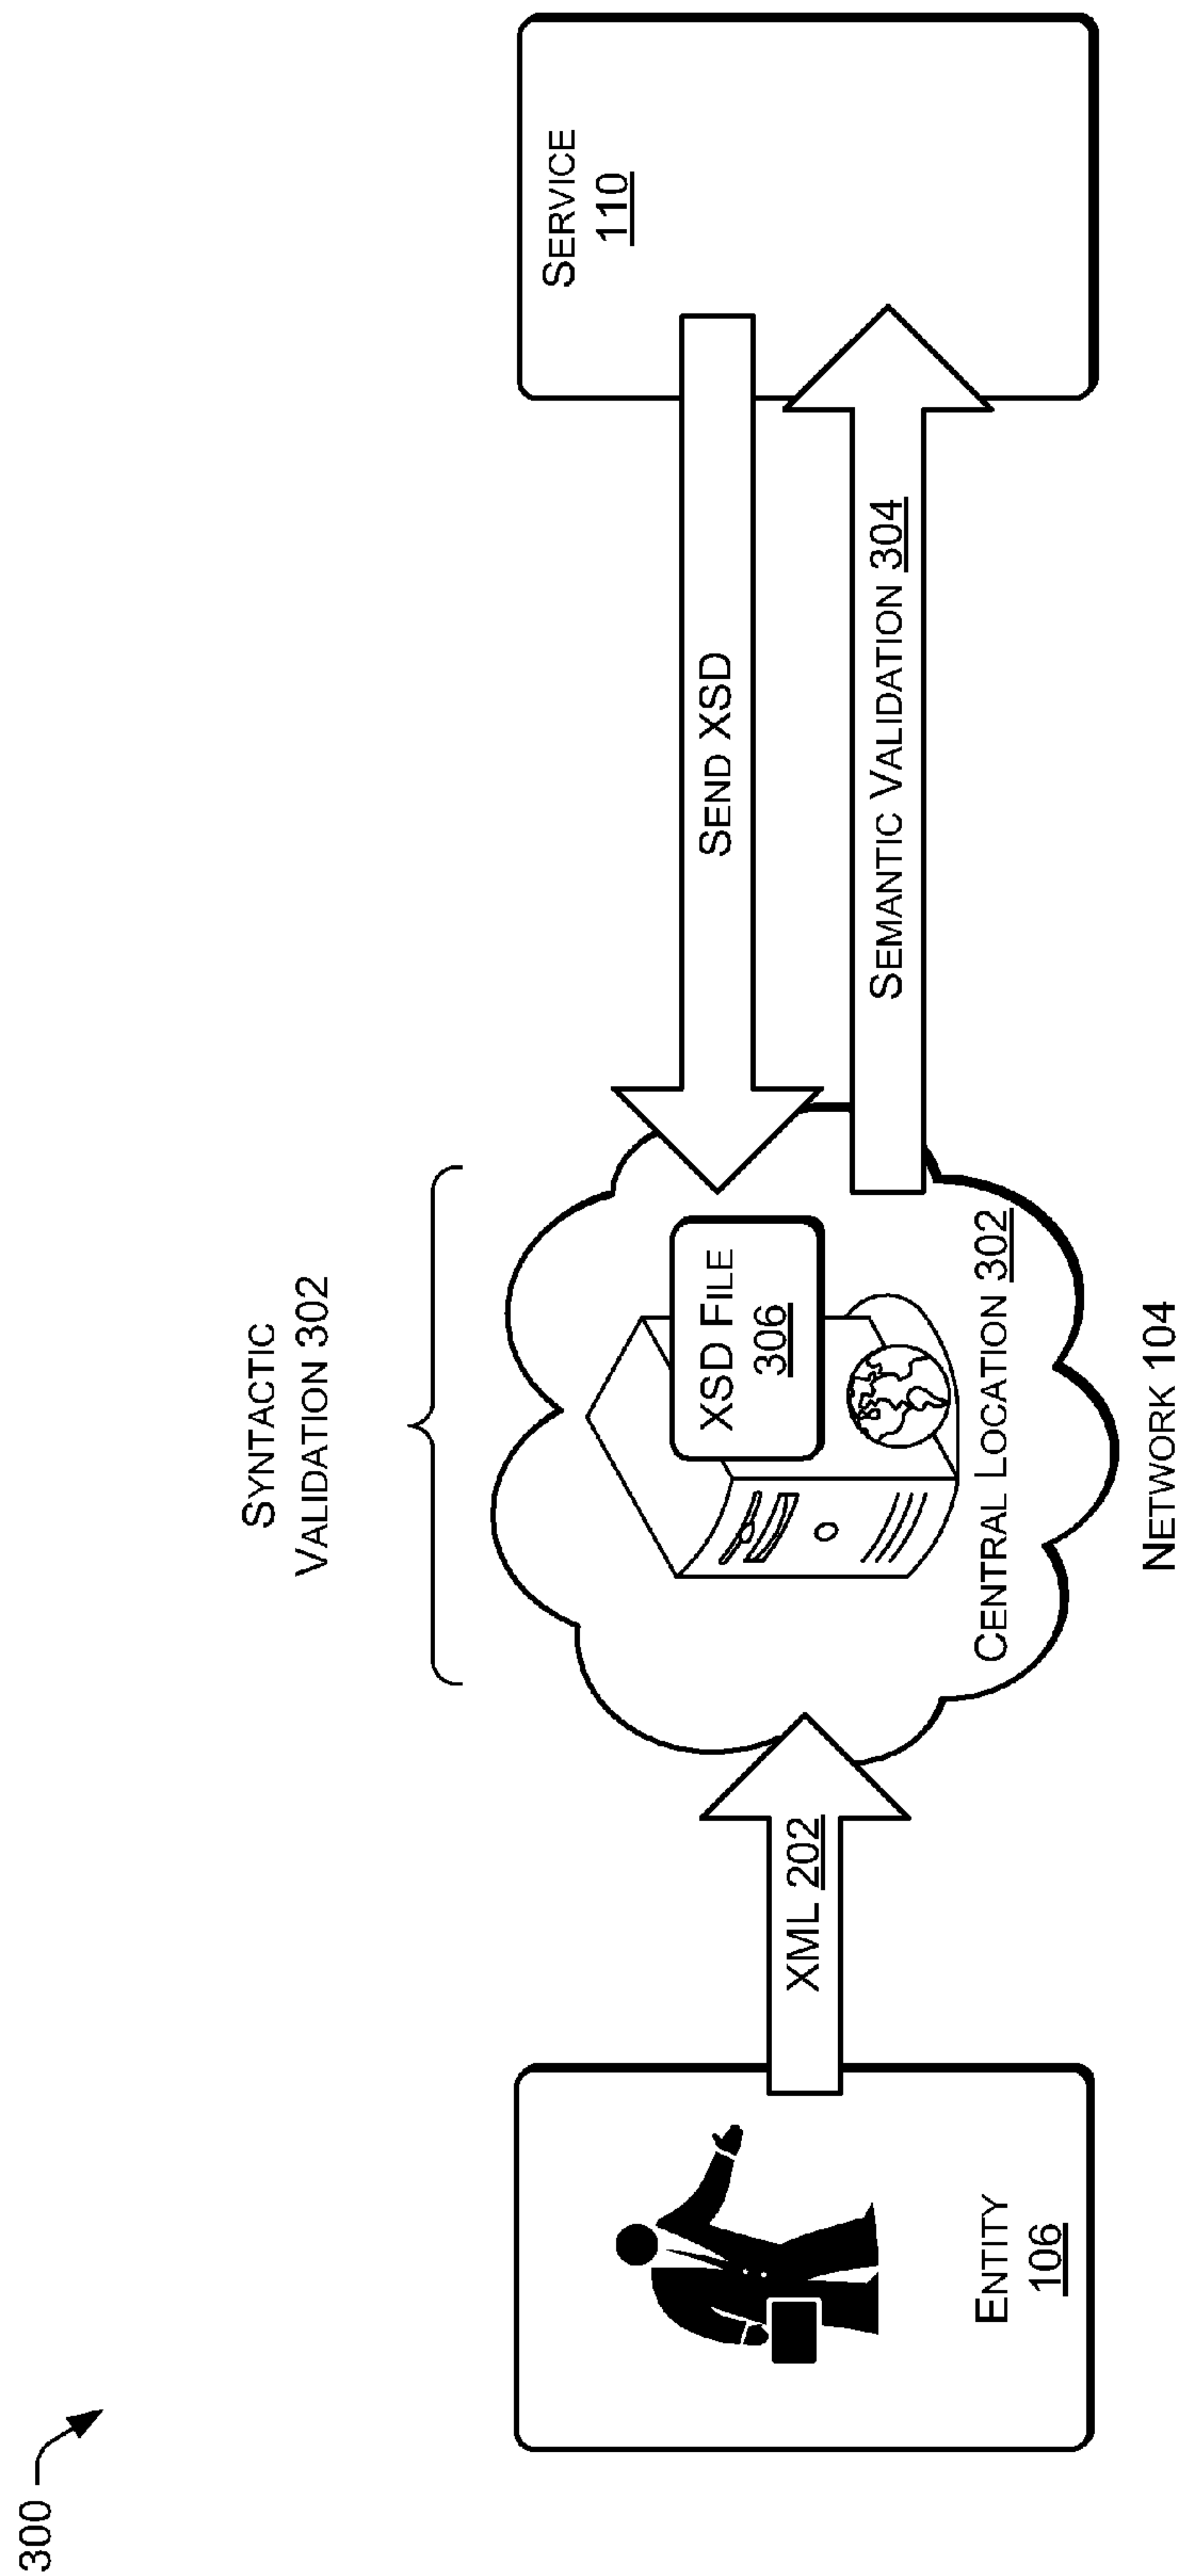 300
SYNTACTIC
VALIDATION 302
ENTITY
106
XML 202
XSD FILE
306
CENTRAL LOCATION 302
NETWORK 104
SEND XSD
SEMANTIC VALIDATION 304
SERVICE
110